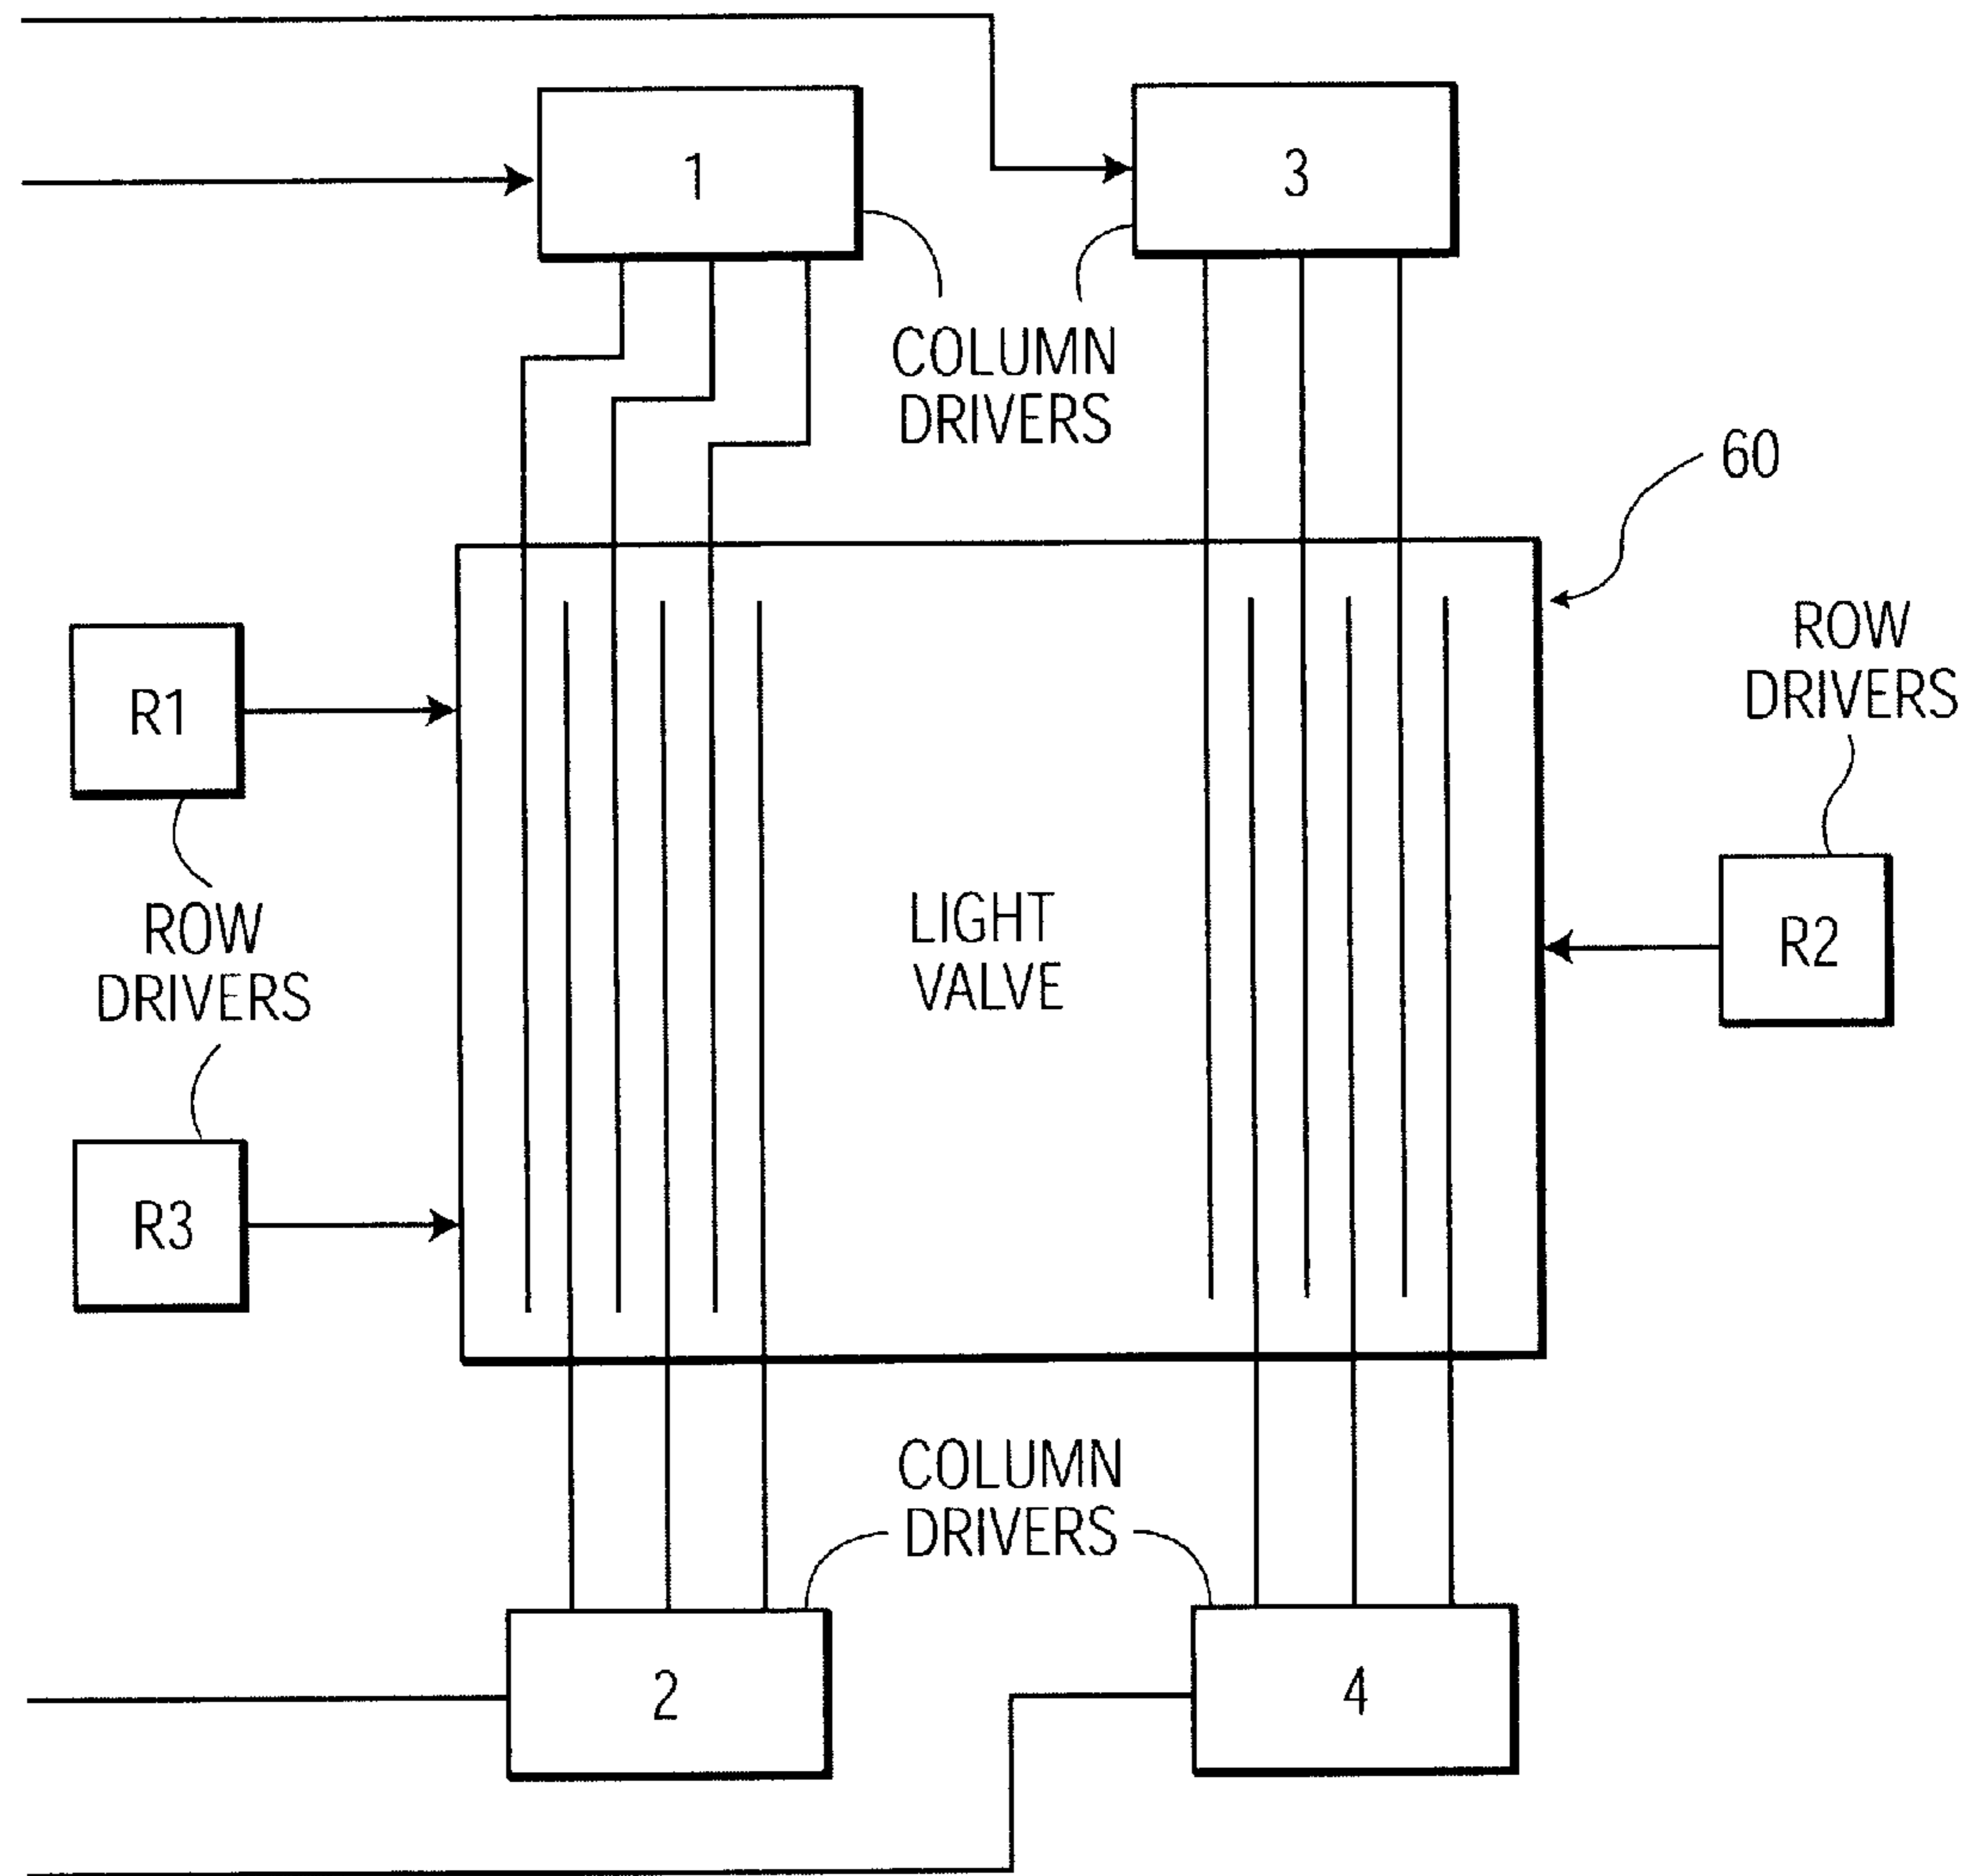 1
3
COLUMN
DRIVERS
60
R1
ROW
DRIVERS
ROW
DRIVERS
LIGHT
VALVE
R2
R3
COLUMN
DRIVERS
2
4